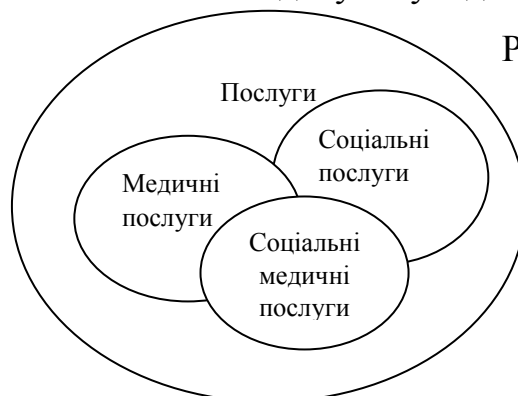 Р
Послуги
Соціальні
послуги
Медичні
послуги
Соціальні
медичні
послуги